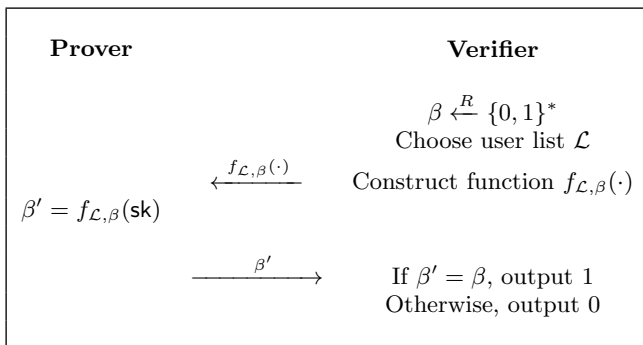 Prover Verifier
β ←R {0, 1}*
Choose user list ℒ
f_{ℒ,β}(·) Construct function f_{ℒ,β}(·)
β′ = f_{ℒ,β}(sk)
β′ If β′ = β, output 1
Otherwise, output 0